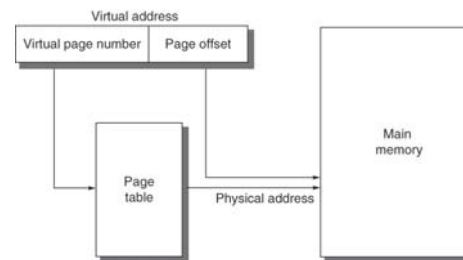 Virtual address
Virtual page number
Page offset
Main
memory
Page
table
Physical address